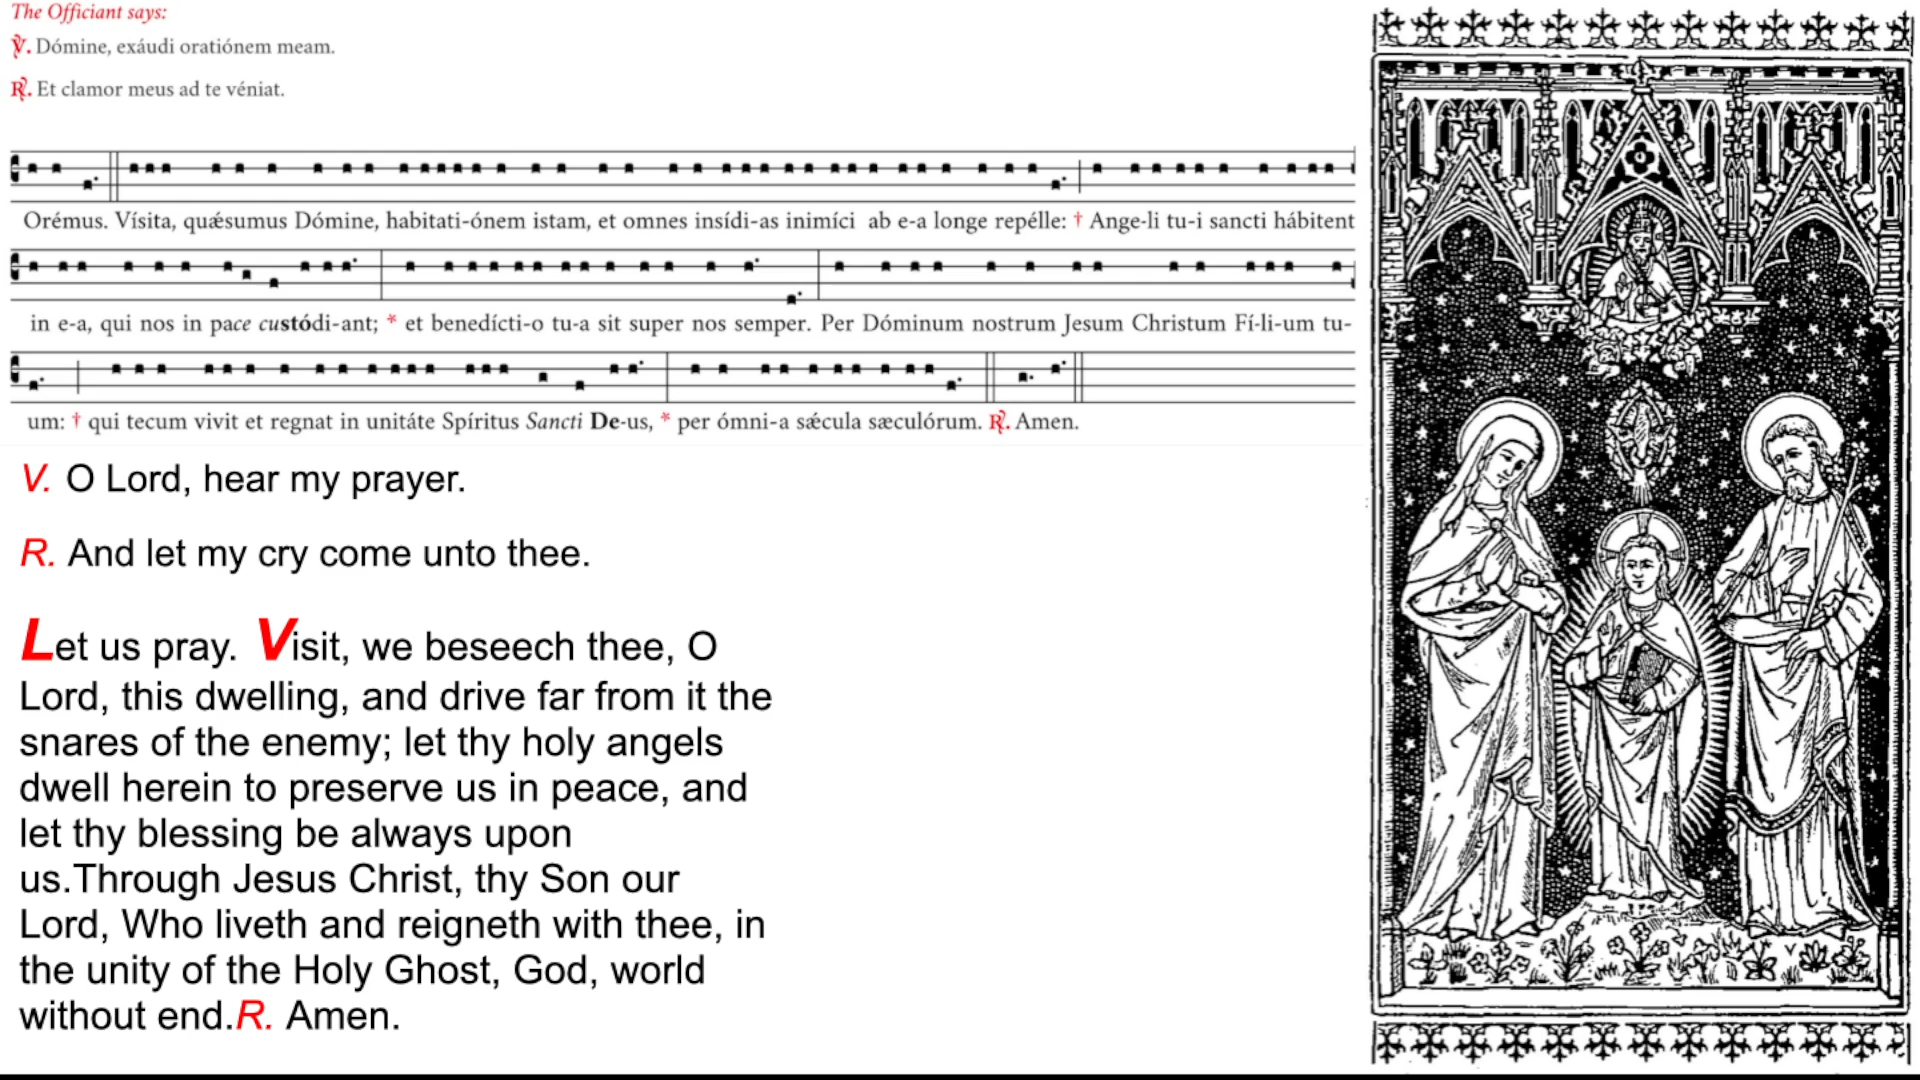 The Officiant says:
℣. Dómine, exáudi oratiónem meam.
℟. Et clamor meus ad te véniat.
Orémus. Vísita, quǽsumus Dómine, habitati-ónem istam, et omnes insídi-as inimíci ab e-a longe repélle: † Ange-li tu-i sancti hábitent
in e-a, qui nos in pace custódi-ant; * et benedícti-o tu-a sit super nos semper. Per Dóminum nostrum Jesum Christum Fí-li-um tu-
um: † qui tecum vivit et regnat in unitáte Spíritus Sancti De-us, * per ómni-a sǽcula sæculórum. ℟. Amen.
V. O Lord, hear my prayer.
R. And let my cry come unto thee.
Let us pray. Visit, we beseech thee, O
Lord, this dwelling, and drive far from it the
snares of the enemy; let thy holy angels
dwell herein to preserve us in peace, and
let thy blessing be always upon
us.Through Jesus Christ, thy Son our
Lord, Who liveth and reigneth with thee, in
the unity of the Holy Ghost, God, world
without end.R. Amen.